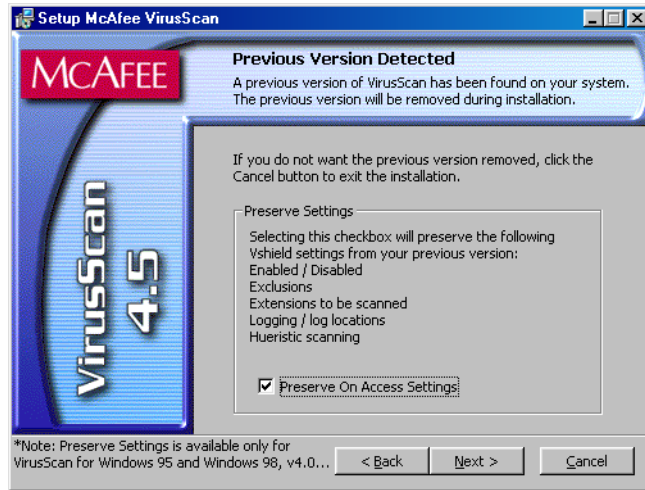 Setup McAfee VirusScan
MCAFEE
Previous Version Detected
A previous version of VirusScan has been found on your system.
The previous version will be removed during installation.
VirusScan
4.5
If you do not want the previous version removed, click the
Cancel button to exit the installation.
Preserve Settings
Selecting this checkbox will preserve the following
Vshield settings from your previous version:
Enabled / Disabled
Exclusions
Extensions to be scanned
Logging / log locations
Hueristic scanning
Preserve On Access Settings
*Note: Preserve Settings is available only for
VirusScan for Windows 95 and Windows 98, v4.0...
< Back
Next >
Cancel